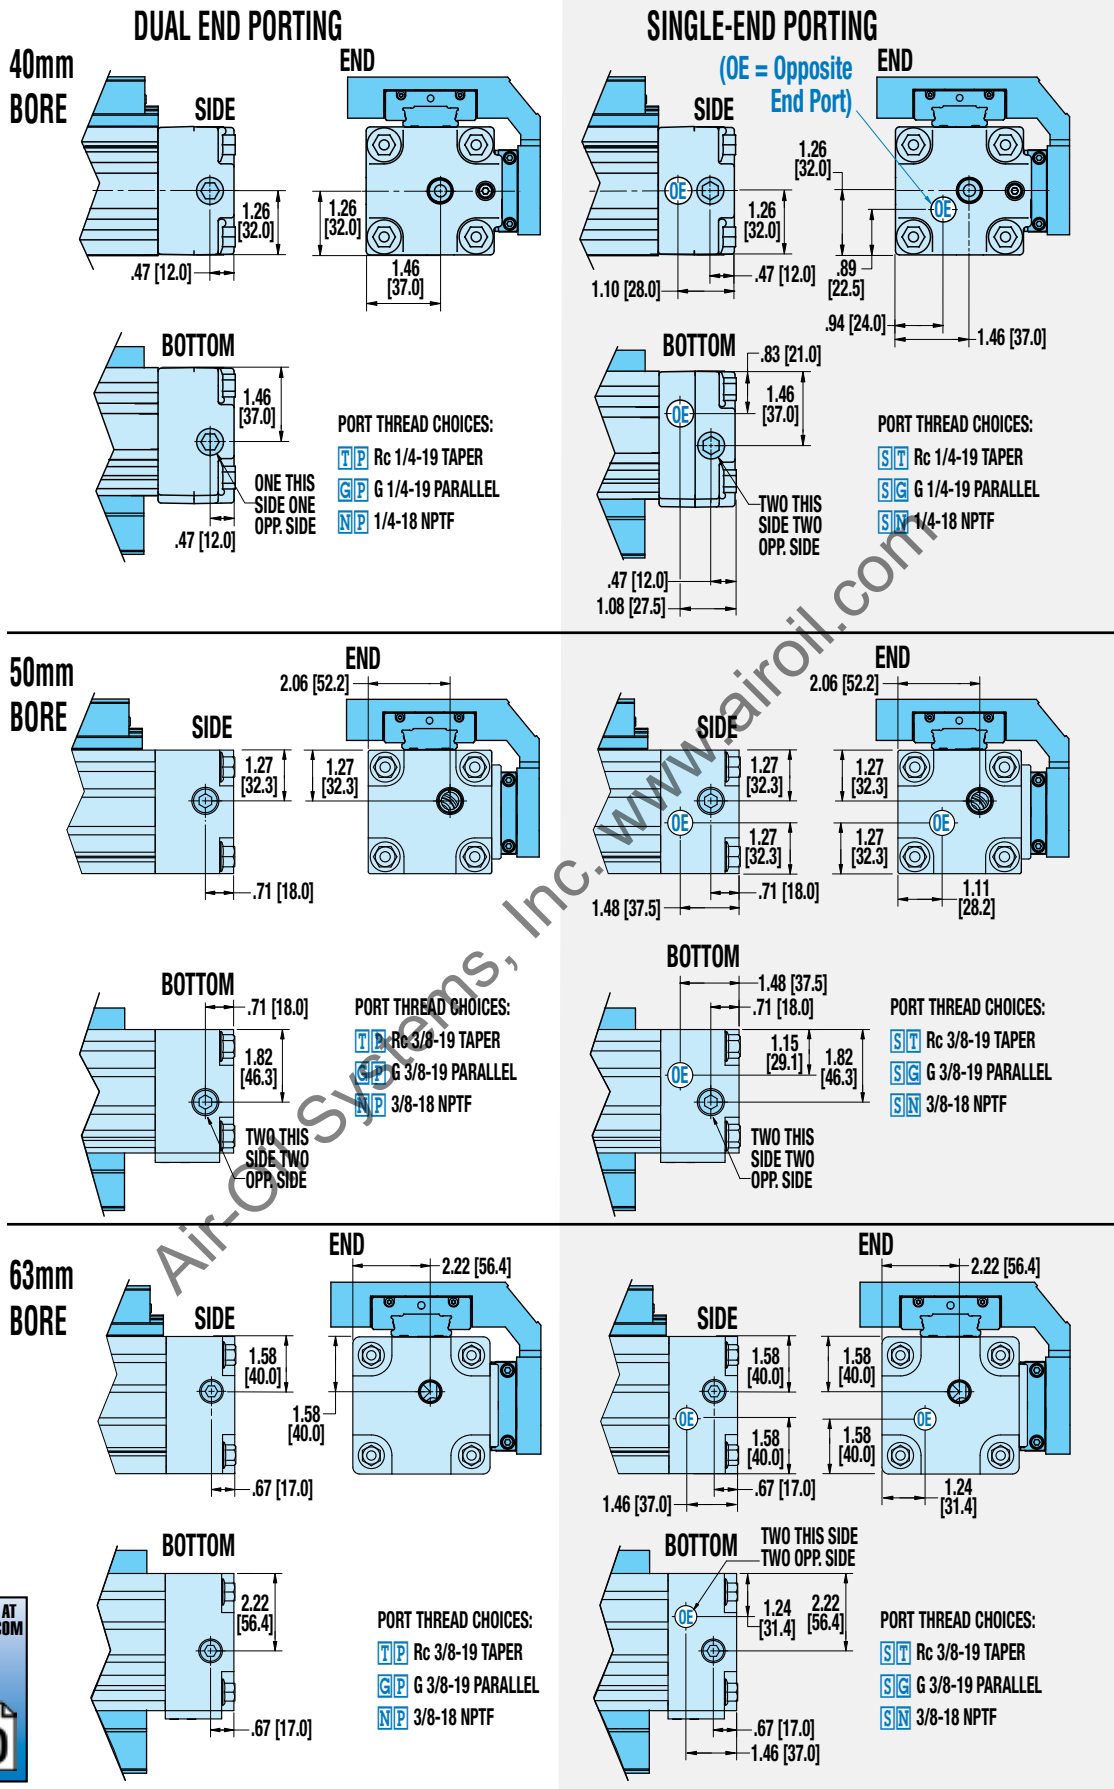 DUAL END PORTING
SINGLE-END PORTING
40mm
BORE
END
SIDE
1.26
[32.0]
1.26
[32.0]
.47 [12.0]
1.46
[37.0]
BOTTOM
1.46
[37.0]
ONE THIS
SIDE ONE
OPP. SIDE
.47 [12.0]
PORT THREAD CHOICES:
TP Rc 1/4-19 TAPER
GP G 1/4-19 PARALLEL
NP 1/4-18 NPTF
(OE = Opposite
End Port)
END
SIDE
OE
1.26
[32.0]
1.26
[32.0]
OE
.47 [12.0]
1.10 [28.0]
.89
[22.5]
.94 [24.0]
1.46 [37.0]
BOTTOM
.83 [21.0]
OE
1.46
[37.0]
TWO THIS
SIDE TWO
OPP. SIDE
.47 [12.0]
1.08 [27.5]
PORT THREAD CHOICES:
ST Rc 1/4-19 TAPER
SG G 1/4-19 PARALLEL
SN 1/4-18 NPTF
50mm
BORE
END
2.06 [52.2]
SIDE
1.27
[32.3]
1.27
[32.3]
.71 [18.0]
BOTTOM
.71 [18.0]
1.82
[46.3]
TWO THIS
SIDE TWO
OPP. SIDE
PORT THREAD CHOICES:
TP Rc 3/8-19 TAPER
GP G 3/8-19 PARALLEL
NP 3/8-18 NPTF
END
2.06 [52.2]
SIDE
1.27
[32.3]
1.27
[32.3]
OE
OE
1.27
[32.3]
1.27
[32.3]
.71 [18.0]
1.48 [37.5]
1.11
[28.2]
BOTTOM
1.48 [37.5]
.71 [18.0]
1.15
[29.1]
1.82
[46.3]
OE
TWO THIS
SIDE TWO
OPP. SIDE
PORT THREAD CHOICES:
ST Rc 3/8-19 TAPER
SG G 3/8-19 PARALLEL
SN 3/8-18 NPTF
63mm
BORE
END
2.22 [56.4]
SIDE
1.58
[40.0]
1.58
[40.0]
.67 [17.0]
BOTTOM
2.22
[56.4]
.67 [17.0]
PORT THREAD CHOICES:
TP Rc 3/8-19 TAPER
GP G 3/8-19 PARALLEL
NP 3/8-18 NPTF
END
2.22 [56.4]
SIDE
1.58
[40.0]
1.58
[40.0]
OE
OE
1.58
[40.0]
1.58
[40.0]
.67 [17.0]
1.46 [37.0]
1.24
[31.4]
BOTTOM
TWO THIS SIDE
TWO OPP. SIDE
OE
1.24
[31.4]
2.22
[56.4]
.67 [17.0]
1.46 [37.0]
PORT THREAD CHOICES:
ST Rc 3/8-19 TAPER
SG G 3/8-19 PARALLEL
SN 3/8-18 NPTF
AT
COM
Air-Oil Systems, Inc. www.airoil.com